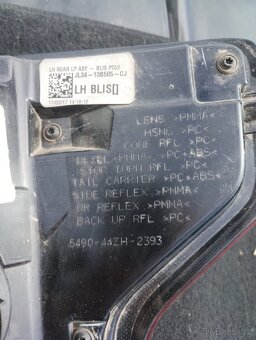 LH REAR LP ASY - BLIS P552
JL34-13B505-CJ
LH BLIS
LENS >PMMA<
HSNG >PC<
CONE RFL >PC<
BEZEL >PMMA< >PC+ABS<
STOP TURN RFL >PC<
TAIL CARRIER >PC+ABS<
SIDE REFLEX >PMMA<
RR REFLEX >PMMA<
BACK UP RFL >PC<
5490-442H-2393